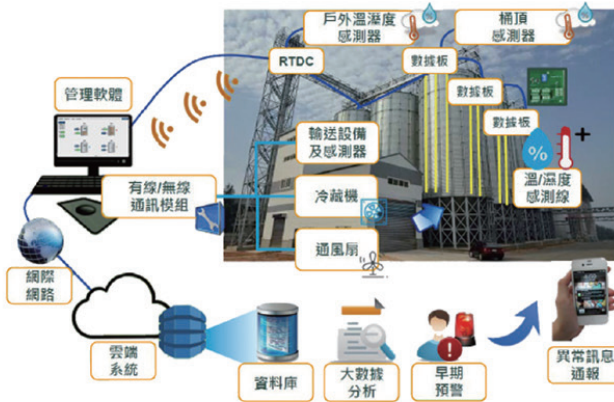 戶外溫溼度
感測器
桶頂
感測器
RTDC
數據板
數據板
數據板
管理軟體
輸送設備
及感測器
%
+
溫/濕度
感測線
有線/無線
通訊模組
冷藏機
通風扇
網際
網路
雲端
系統
資料庫
大數據
分析
早期
預警
異常訊息
通報